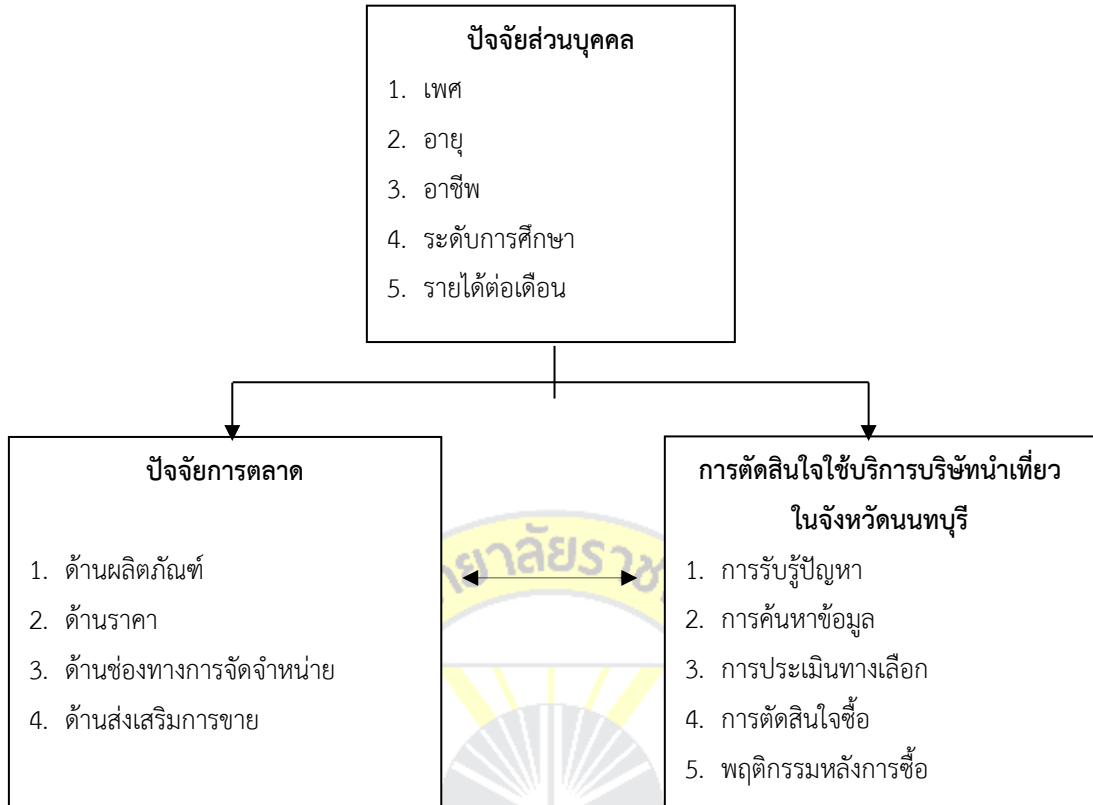 ปัจจัยส่วนบุคคล
1. เพศ
2. อายุ
3. อาชีพ
4. ระดับการศึกษา
5. รายได้ต่อเดือน
ปัจจัยการตลาด
1. ด้านผลิตภัณฑ์
2. ด้านราคา
3. ด้านช่องทางการจัดจำหน่าย
4. ด้านส่งเสริมการขาย
การตัดสินใจใช้บริการบริษัทนำเที่ยว
ในจังหวัดนนทบุรี
1. การรับรู้ปัญหา
2. การค้นหาข้อมูล
3. การประเมินทางเลือก
4. การตัดสินใจซื้อ
5. พฤติกรรมหลังการซื้อ